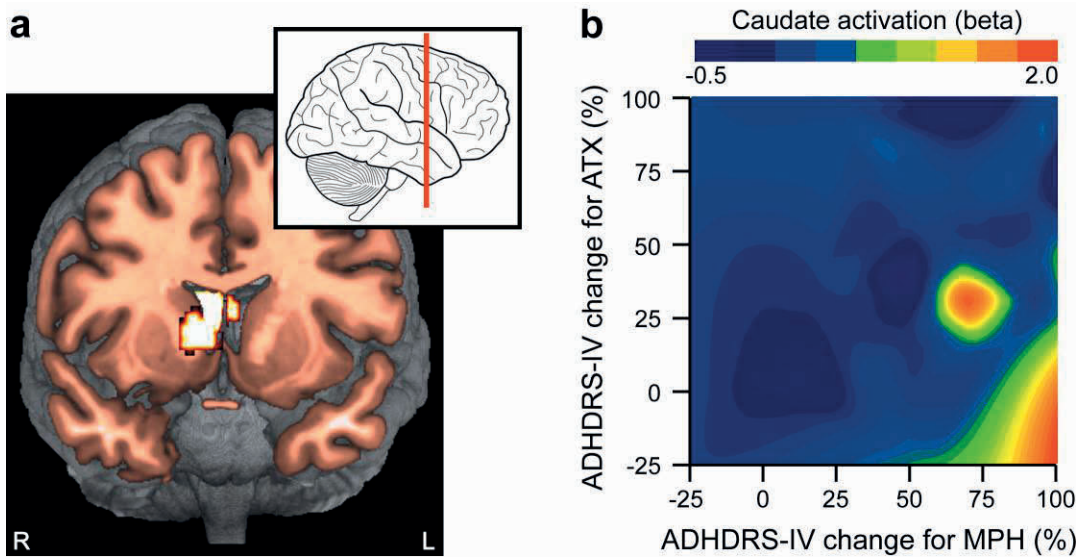 a
R
L
b
Caudate activation (beta)
-0.5
2.0
ADHDRS-IV change for ATX (%)
100
75
50
25
0
-25
-25 0 25 50 75 100
ADHDRS-IV change for MPH (%)